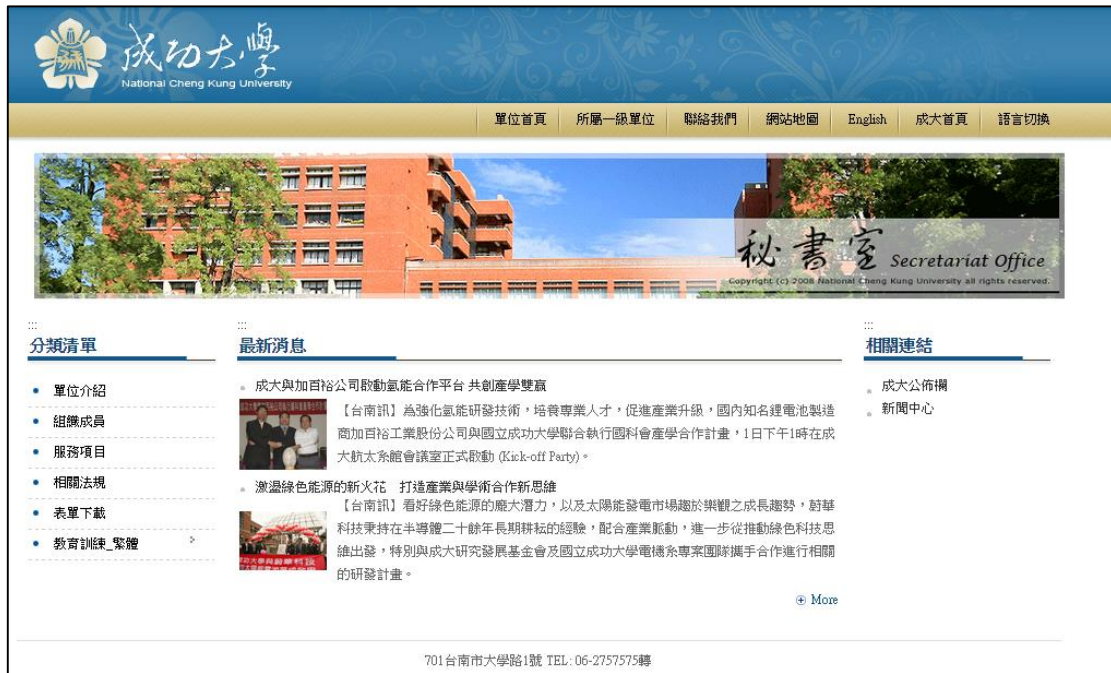 成功大學
National Cheng Kung University
單位首頁 所屬一級單位 聯絡我們 網站地圖 English 成大首頁 語言切換
秘書室 Secretariat Office
Copyright (c) 2008 National Cheng Kung University all rights reserved.
:::
分類清單
單位介紹
組織成員
服務項目
相關法規
表單下載
教育訓練_繁體
:::
最新消息
成大與加百裕公司啟動氫能合作平台 共創產學雙贏
【台南訊】為強化氫能研發技術，培養專業人才，促進產業升級，國內知名鋰電池製造
商加百裕工業股份公司與國立成功大學聯合執行國科會產學合作計畫，1日下午1時在成
大航太系館會議室正式啟動 (Kick-off Party)。
激盪綠色能源的新火花 打造產業與學術合作新思維
【台南訊】看好綠色能源的龐大潛力，以及太陽能發電市場趨於樂觀之成長趨勢，蔚華
科技秉持在半導體二十餘年長期耕耘的經驗，配合產業脈動，進一步從推動綠色科技思
維出發，特別與成大研究發展基金會及國立成功大學電機系專案團隊攜手合作進行相關
的研發計畫。
More
:::
相關連結
成大公佈欄
新聞中心
701台南市大學路1號 TEL: 06-2757575轉